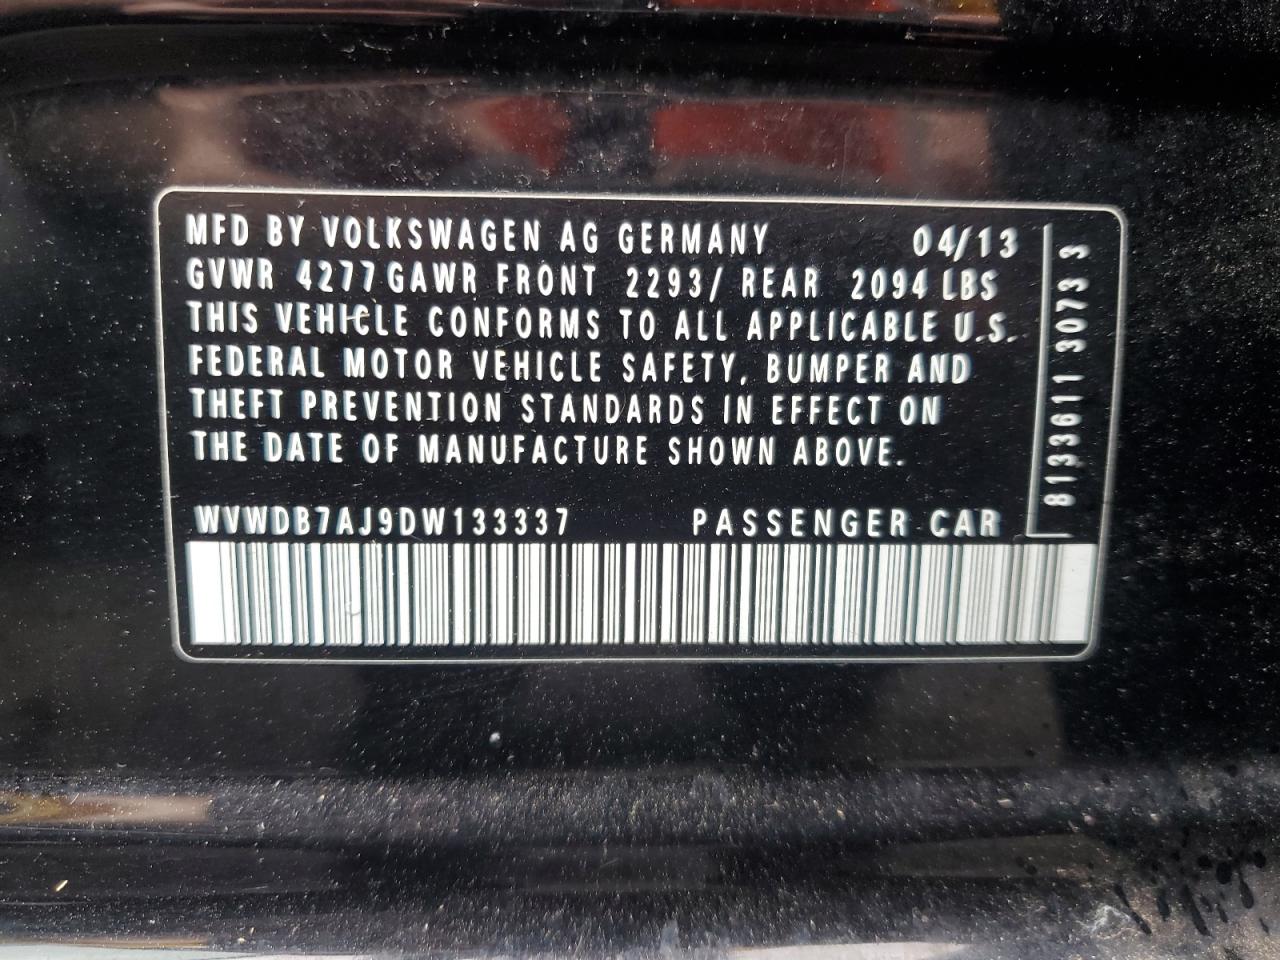 MFD BY VOLKSWAGEN AG GERMANY 04/13
GVWR 4277 GAWR FRONT 2293/ REAR 2094 LBS
THIS VEHICLE CONFORMS TO ALL APPLICABLE U.S.
FEDERAL MOTOR VEHICLE SAFETY, BUMPER AND
THEFT PREVENTION STANDARDS IN EFFECT ON
THE DATE OF MANUFACTURE SHOWN ABOVE.
WVWDB7AJ9DW133337 PASSENGER CAR
8133611 3073 3